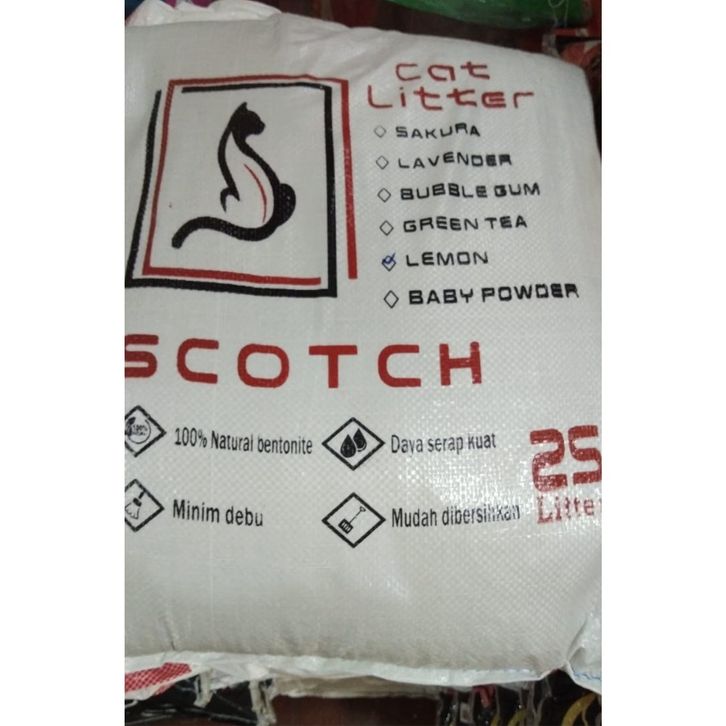 Cat
Litter
SAKURA
LAVENDER
BUBBLE GUM
GREEN TEA
LEMON
BABY POWDER
SCOTCH
100% Natural bentonite
Daya serap kuat
25
Minim debu
Mudah dibersihkan
Litter